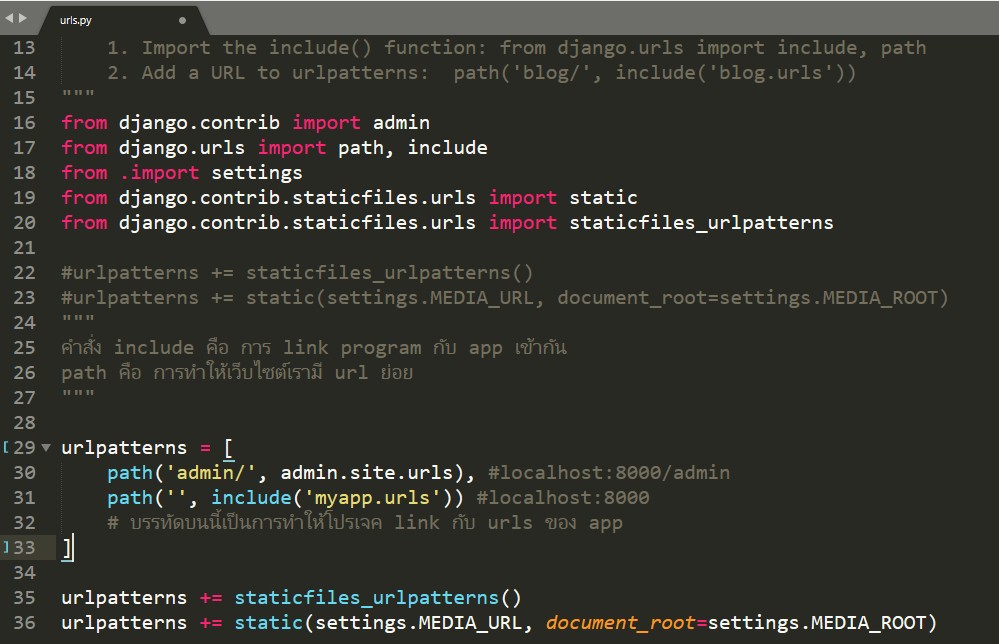 urls.py
13 1. Import the include() function: from django.urls import include, path
14 2. Add a URL to urlpatterns:  path('blog/', include('blog.urls'))
15 """
16 from django.contrib import admin
17 from django.urls import path, include
18 from .import settings
19 from django.contrib.staticfiles.urls import static
20 from django.contrib.staticfiles.urls import staticfiles_urlpatterns
21
22 #urlpatterns += staticfiles_urlpatterns()
23 #urlpatterns += static(settings.MEDIA_URL, document_root=settings.MEDIA_ROOT)
24 """
25 คำสั่ง include คือ การ link program กับ app เข้ากัน
26 path คือ การทำให้เว็บไซต์เรามี url ย่อย
27 """
28
29 urlpatterns = [
30 path('admin/', admin.site.urls), #localhost:8000/admin
31 path('', include('myapp.urls')) #localhost:8000
32 # บรรทัดบนนี้เป็นการทำให้โปรเจค link กับ urls ของ app
33 ]
34
35 urlpatterns += staticfiles_urlpatterns()
36 urlpatterns += static(settings.MEDIA_URL, document_root=settings.MEDIA_ROOT)